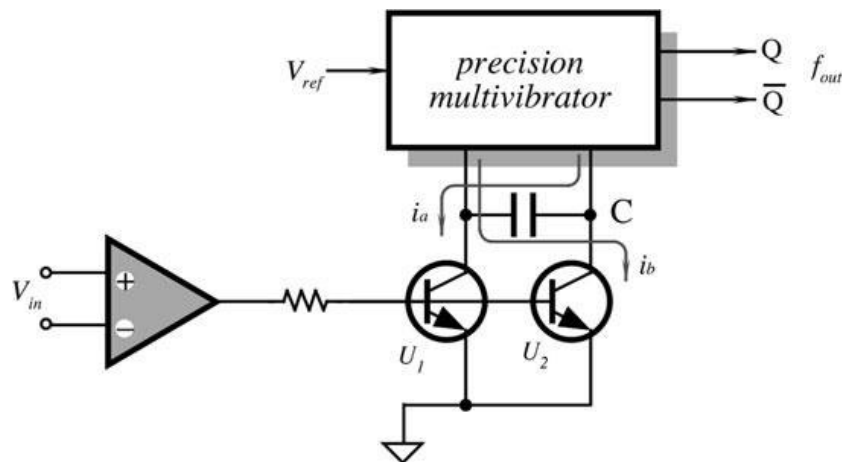 precision
multivibrator
V_ref
Q
Q̅
f_out
i_a
C
i_b
V_in
+
−
U_1
U_2